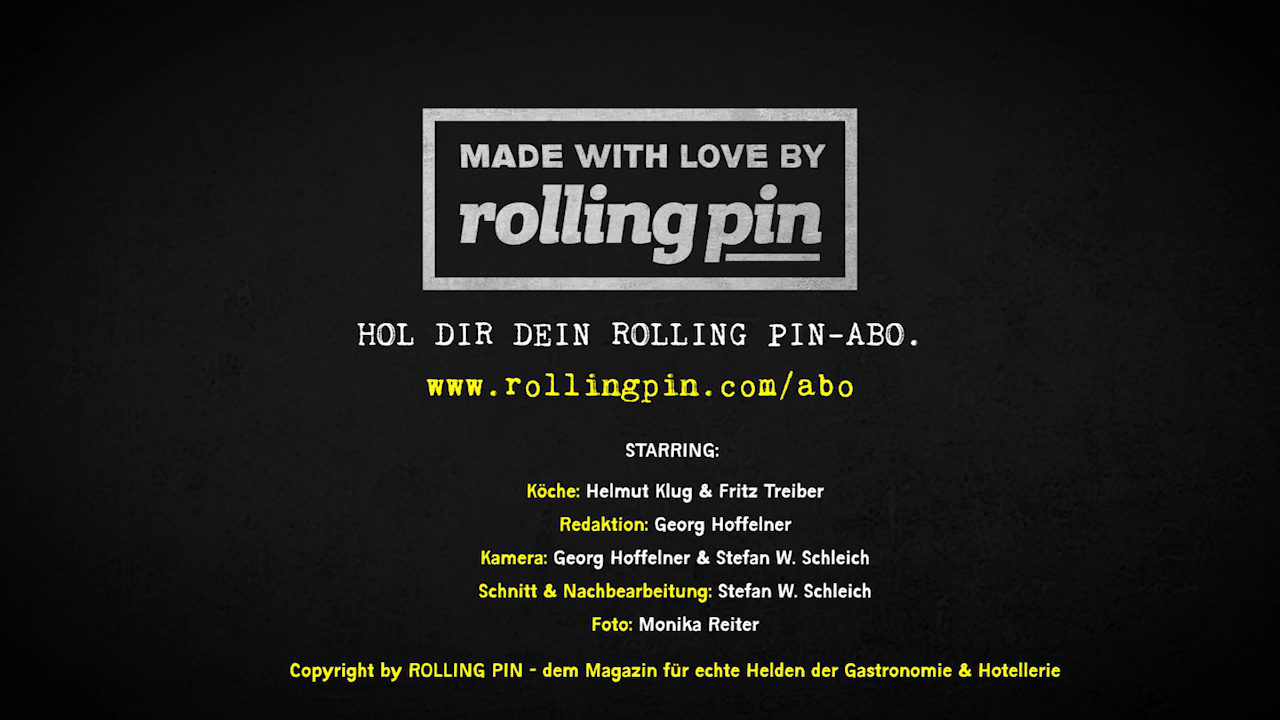 MADE WITH LOVE BY
rolling pin
HOL DIR DEIN ROLLING PIN-ABO.
www.rollingpin.com/abo
STARRING:
Köche: Helmut Klug & Fritz Treiber
Redaktion: Georg Hoffelner
Kamera: Georg Hoffelner & Stefan W. Schleich
Schnitt & Nachbearbeitung: Stefan W. Schleich
Foto: Monika Reiter
Copyright by ROLLING PIN - dem Magazin für echte Helden der Gastronomie & Hotellerie